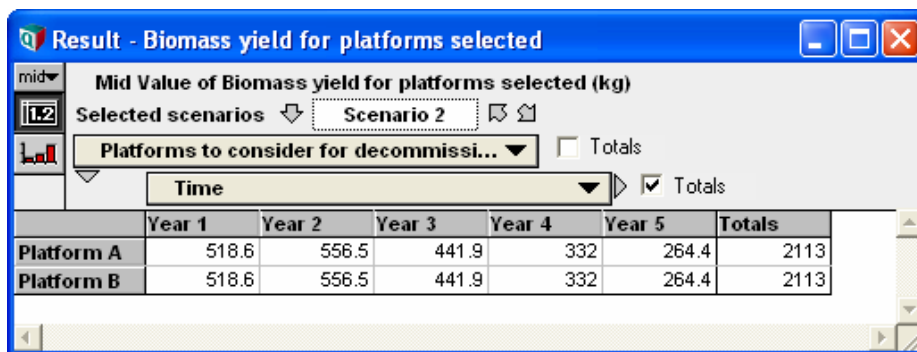 Result - Biomass yield for platforms selected
mid
Mid Value of Biomass yield for platforms selected (kg)
1.2
Selected scenarios Scenario 2
Platforms to consider for decommissi... Totals
Time Totals
Year 1 Year 2 Year 3 Year 4 Year 5 Totals
Platform A 518.6 556.5 441.9 332 264.4 2113
Platform B 518.6 556.5 441.9 332 264.4 2113